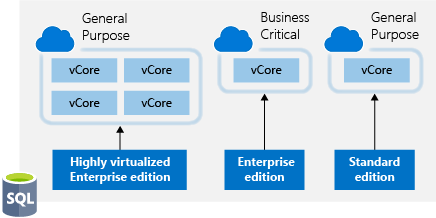 General
Purpose
vCore
vCore
vCore
vCore
Highly virtualized
Enterprise edition
Business
Critical
vCore
Enterprise
edition
General
Purpose
vCore
Standard
edition
SQL